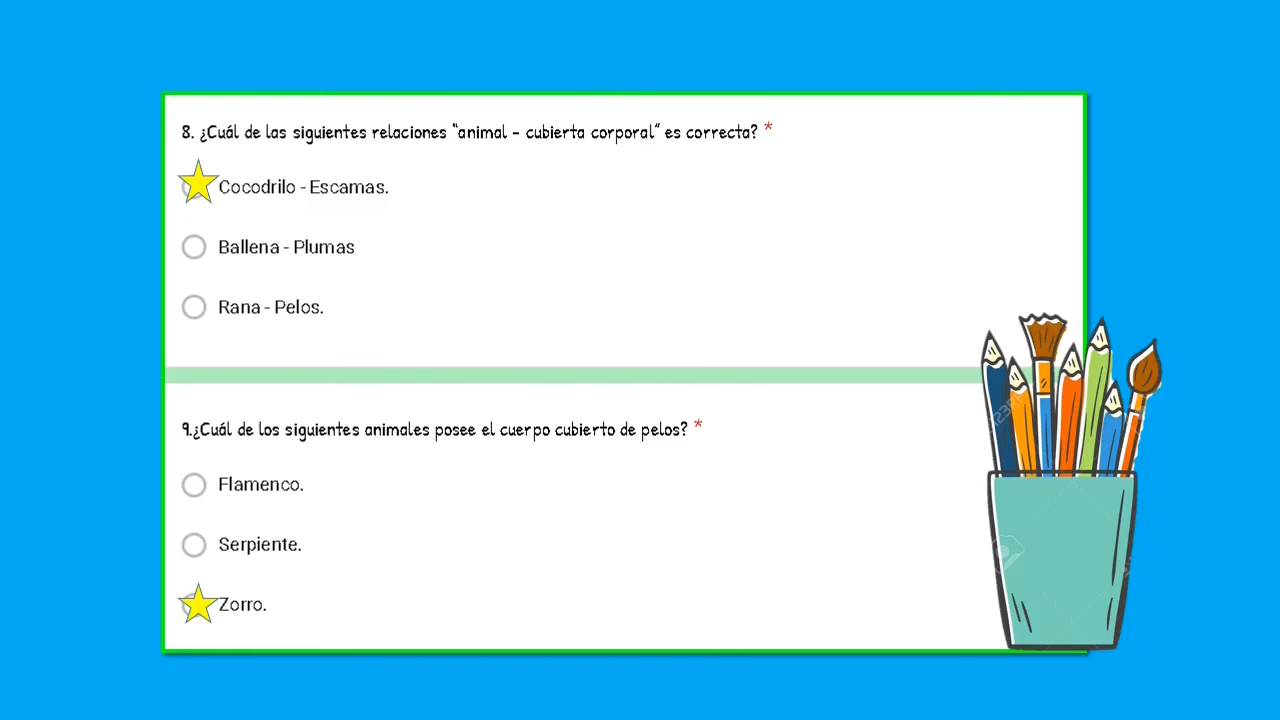 8. ¿Cuál de las siguientes relaciones "animal - cubierta corporal" es correcta? *
Cocodrilo - Escamas.
Ballena - Plumas
Rana - Pelos.
9.¿Cuál de los siguientes animales posee el cuerpo cubierto de pelos? *
Flamenco.
Serpiente.
Zorro.